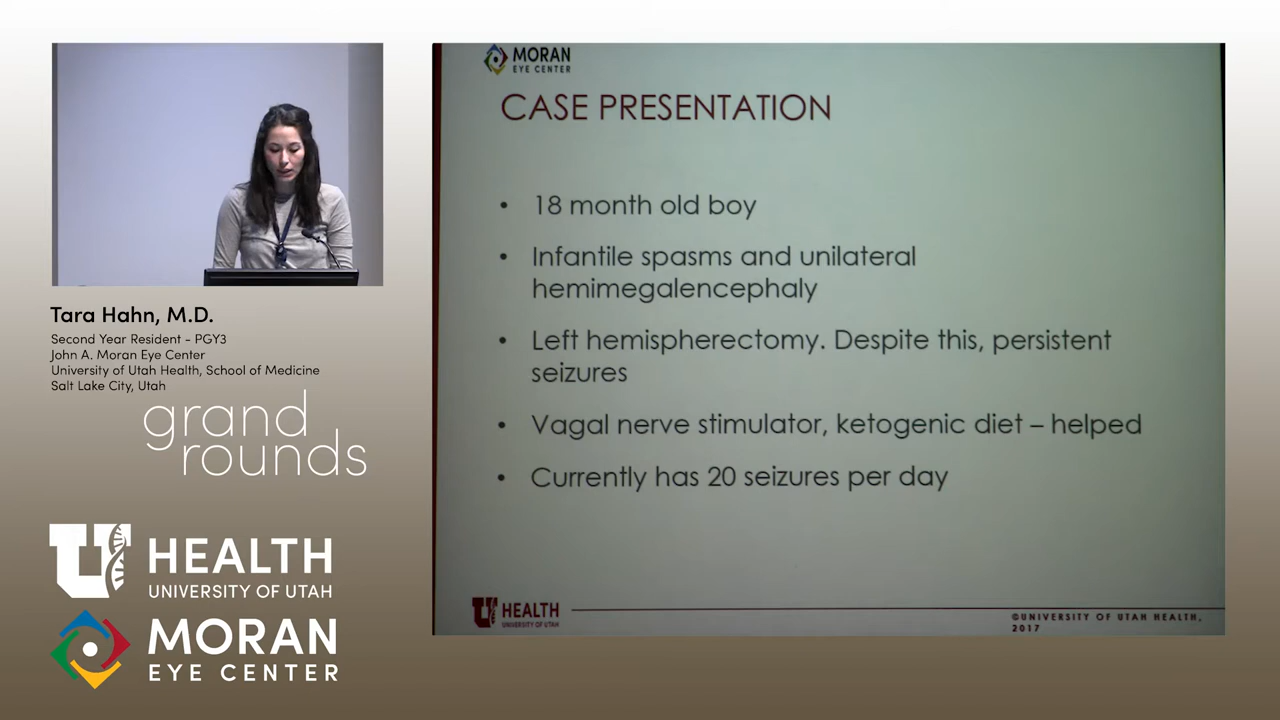 Tara Hahn, M.D.
Second Year Resident - PGY3
John A. Moran Eye Center
University of Utah Health, School of Medicine
Salt Lake City, Utah
grand
rounds
U HEALTH
UNIVERSITY OF UTAH
MORAN
EYE CENTER
MORAN
EYE CENTER
CASE PRESENTATION
• 18 month old boy
• Infantile spasms and unilateral
hemimegalencephaly
• Left hemispherectomy. Despite this, persistent
seizures
• Vagal nerve stimulator, ketogenic diet – helped
• Currently has 20 seizures per day
U HEALTH
UNIVERSITY OF UTAH
©UNIVERSITY OF UTAH HEALTH,
2017